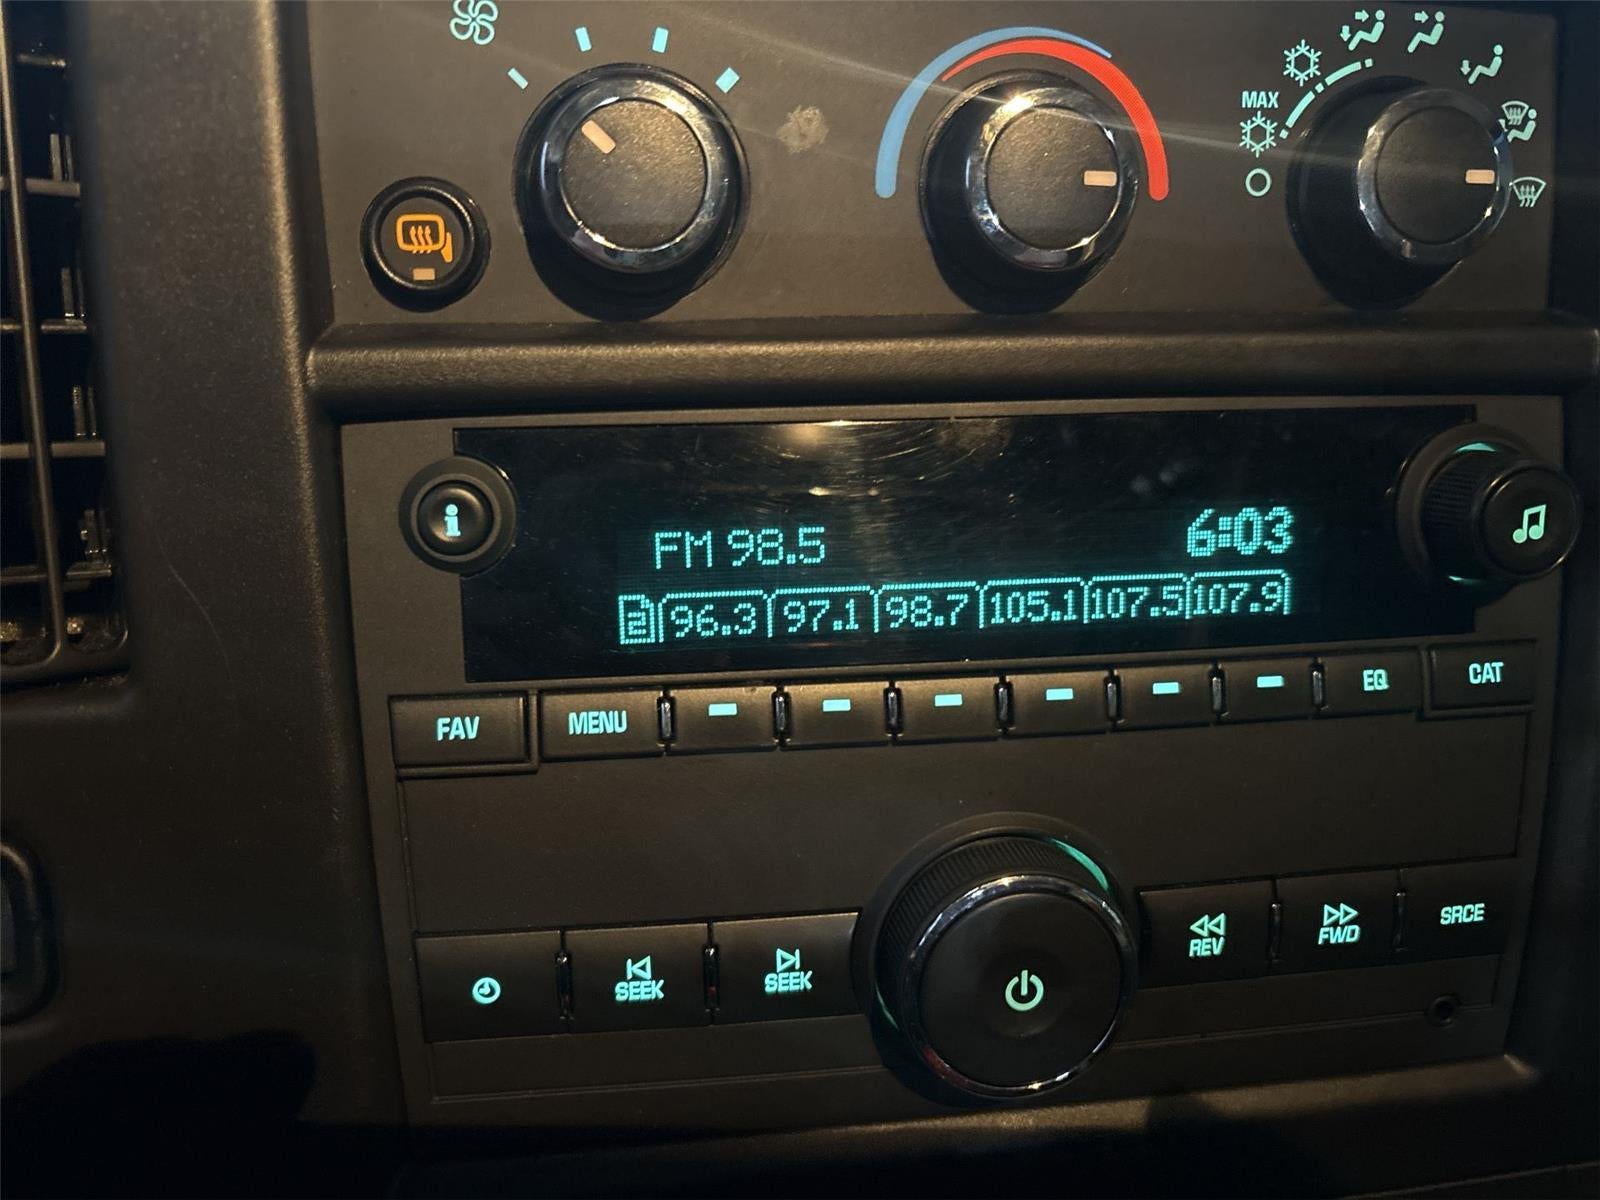 MAX
i
FM 98.5 6:03
2 96.3 97.1 98.7 105.1 107.5 107.9
FAV MENU EQ CAT
SEEK SEEK REV FWD SRCE